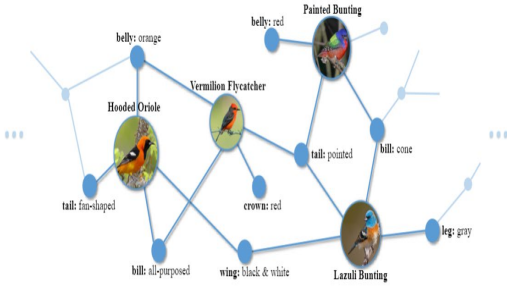 Painted Bunting
belly: red
belly: orange
Vermilion Flycatcher
Hooded Oriole
tail: pointed
bill: cone
tail: fan-shaped
crown: red
leg: gray
bill: all-purposed
wing: black & white
Lazuli Bunting